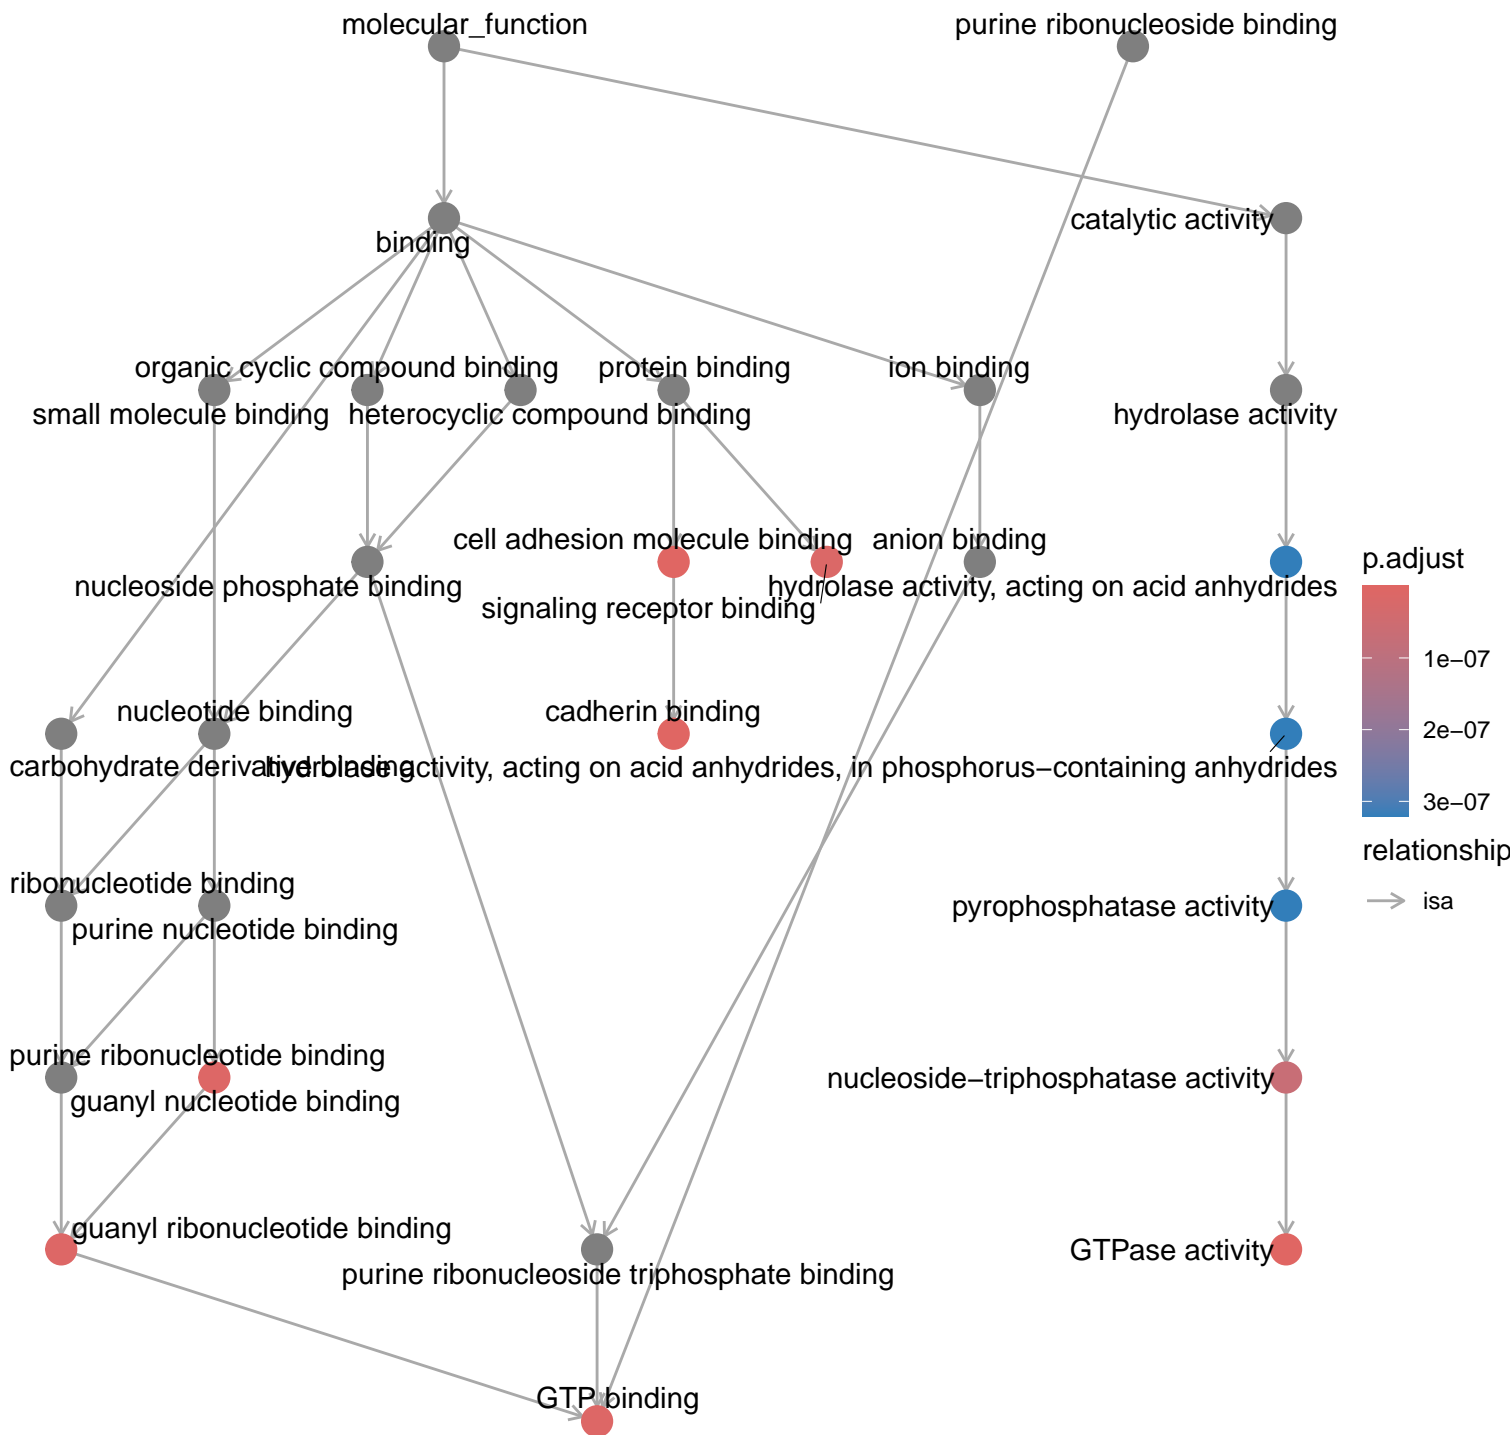 molecular_function
purine ribonucleoside binding
catalytic activity
binding
organic cyclic compound binding
protein binding
ion binding
small molecule binding
heterocyclic compound binding
hydrolase activity
cell adhesion molecule binding
anion binding
nucleoside phosphate binding
hydrolase activity, acting on acid anhydrides
signaling receptor binding
nucleotide binding
cadherin binding
carbohydrate derivative binding
hydrolase activity, acting on acid anhydrides, in phosphorus−containing anhydrides
ribonucleotide binding
pyrophosphatase activity
purine nucleotide binding
purine ribonucleotide binding
nucleoside−triphosphatase activity
guanyl nucleotide binding
guanyl ribonucleotide binding
GTPase activity
purine ribonucleoside triphosphate binding
GTP binding
p.adjust
1e−07
2e−07
3e−07
relationship
isa